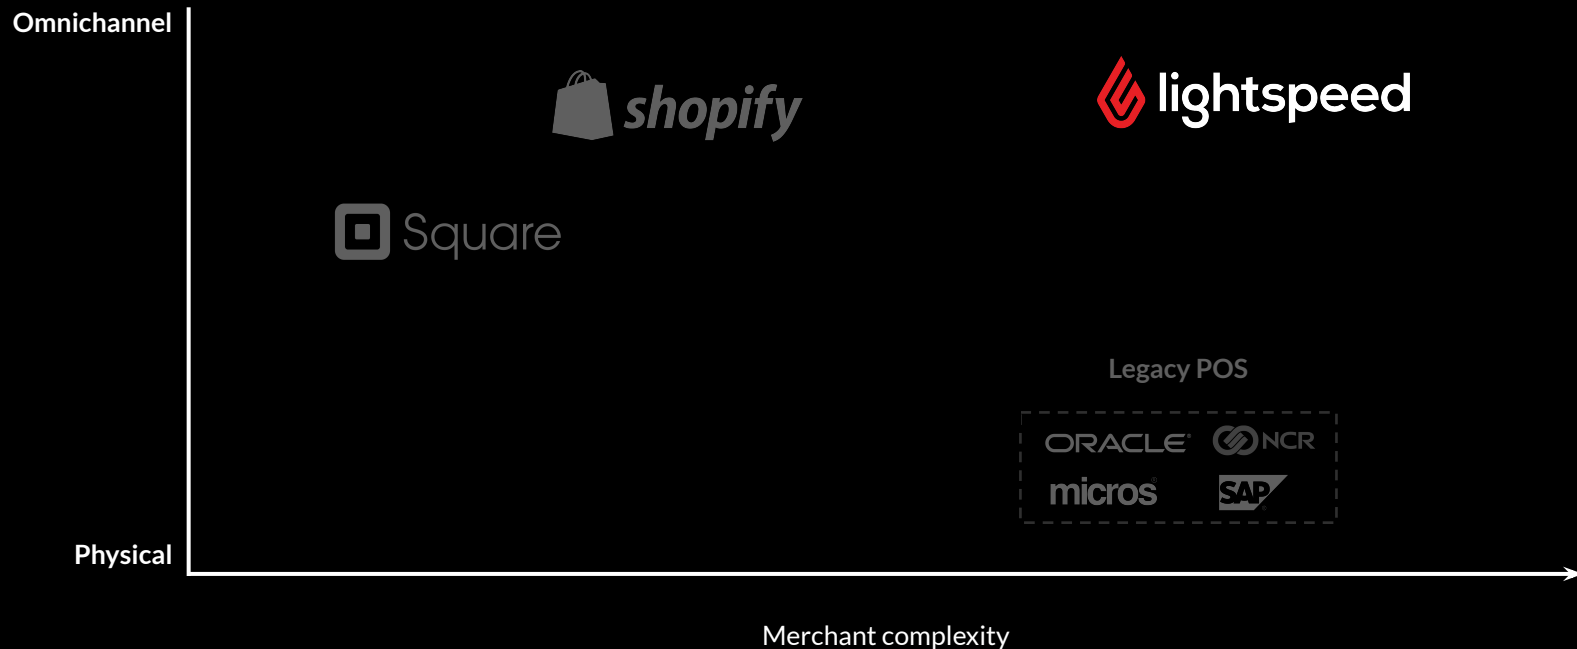 Omnichannel
shopify
lightspeed
Square
Legacy POS
ORACLE®
NCR
micros®
SAP®
Physical
Merchant complexity